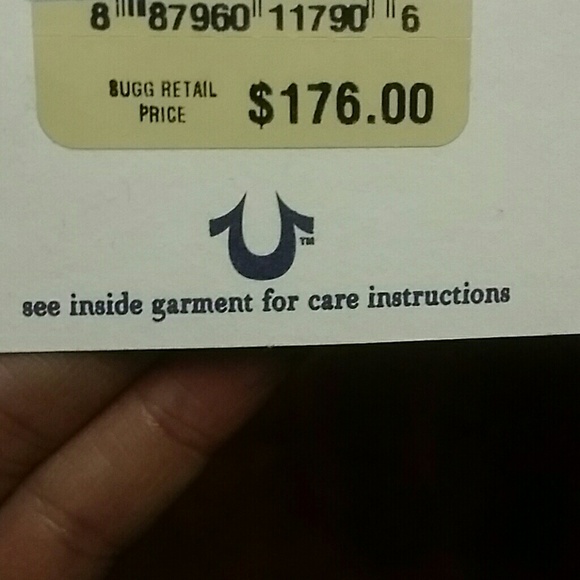 8 87960 11790 6
SUGG RETAIL
PRICE $176.00
TM
see inside garment for care instructions